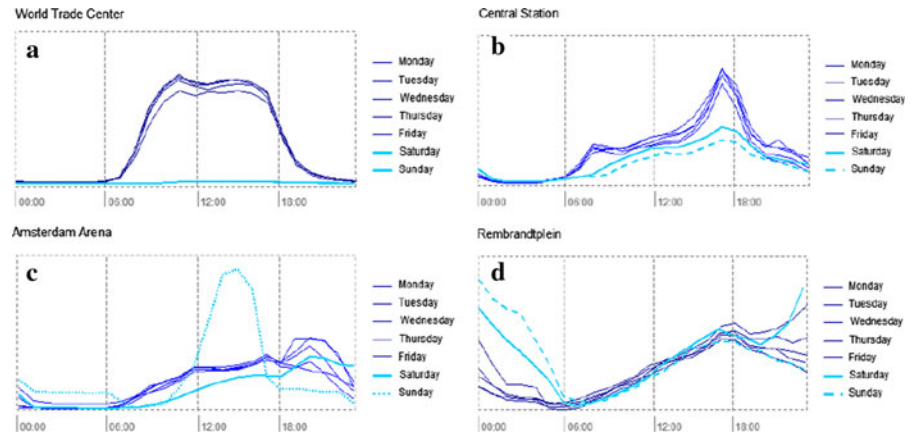 World Trade Center
a
Monday
Tuesday
Wednesday
Thursday
Friday
Saturday
Sunday
00:00 06:00 12:00 18:00
Central Station
b
Monday
Tuesday
Wednesday
Thursday
Friday
Saturday
Sunday
00:00 06:00 12:00 18:00
Amsterdam Arena
c
Monday
Tuesday
Wednesday
Thursday
Friday
Saturday
Sunday
00:00 06:00 12:00 18:00
Rembrandtplein
d
Monday
Tuesday
Wednesday
Thursday
Friday
Saturday
Sunday
00:00 06:00 12:00 18:00